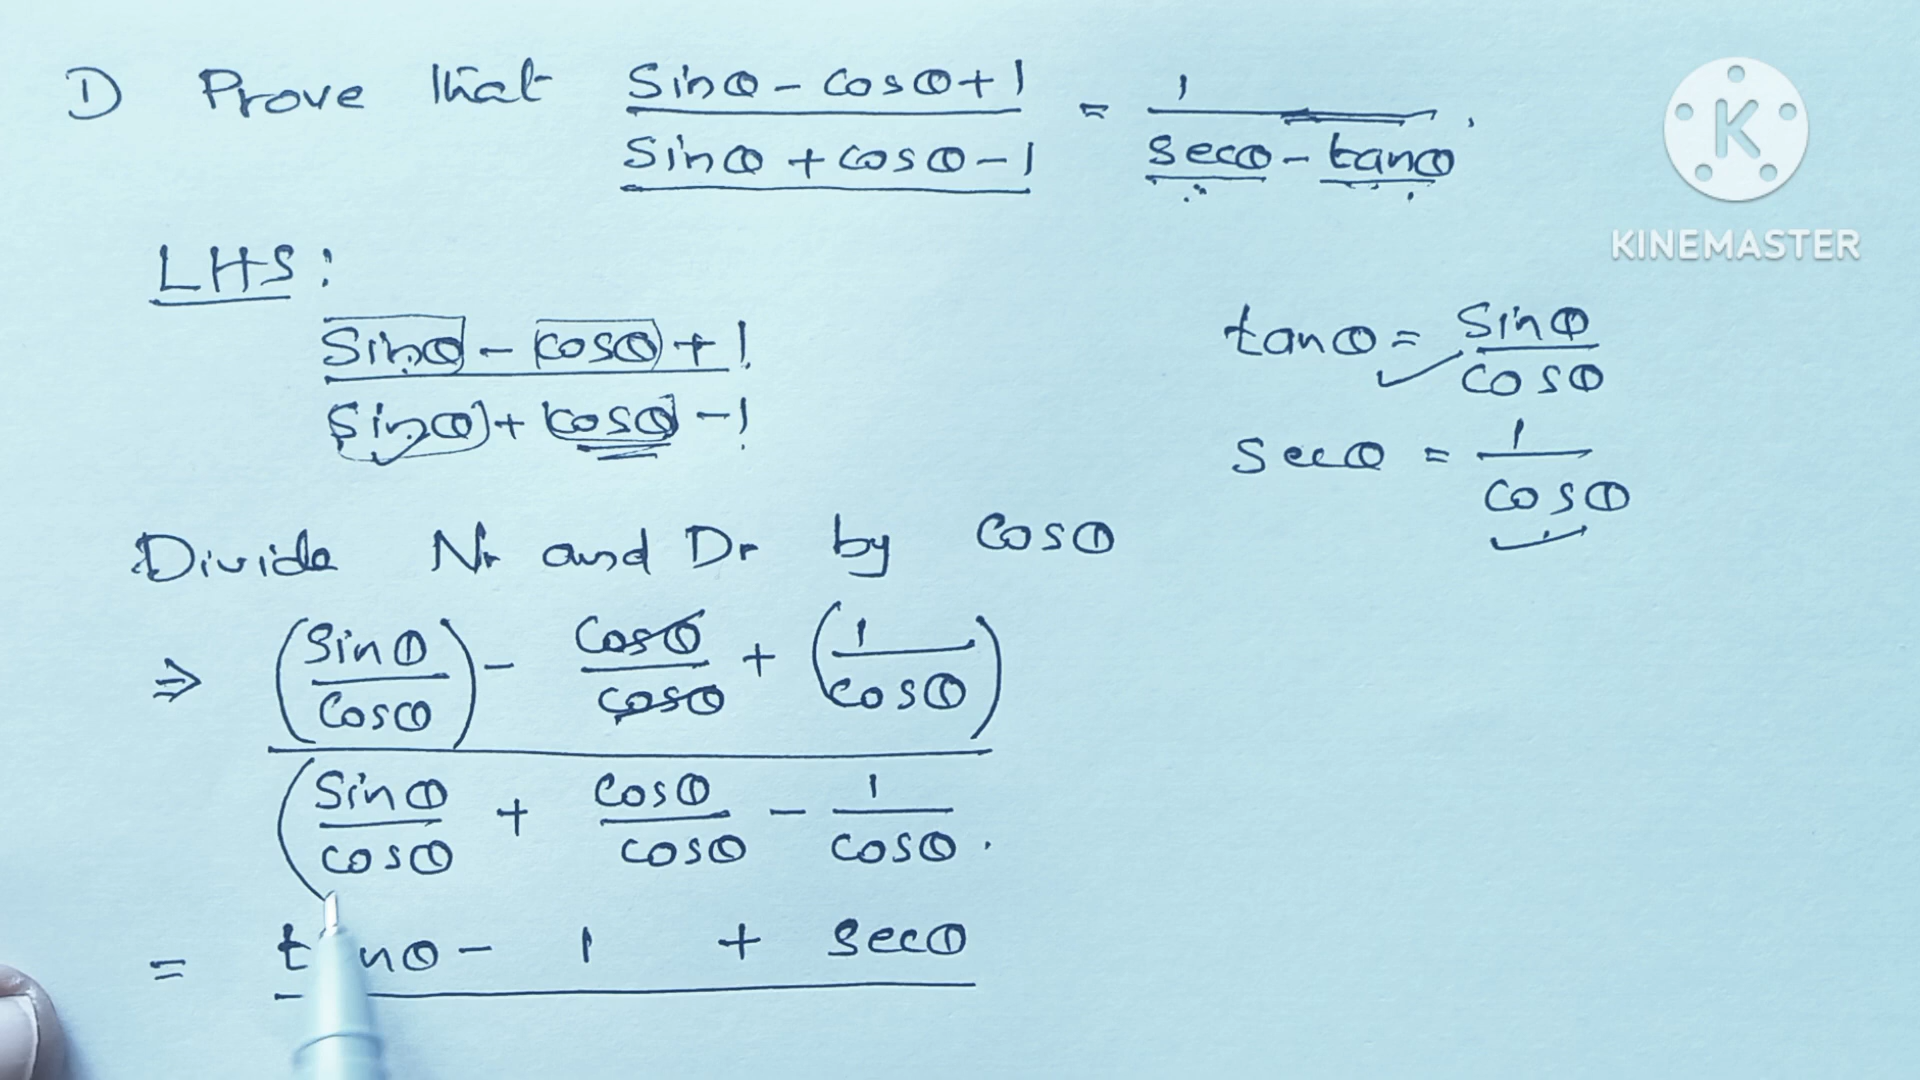 1) Prove that (Sinθ - cosθ + 1)/(Sinθ + cosθ - 1) = 1/(secθ - tanθ).
K
KINEMASTER
LHS:
(Sinθ - cosθ + 1)/(Sinθ + cosθ - 1)
tanθ = Sinθ/cosθ
Secθ = 1/cosθ
Divide Nr and Dr by cosθ
⇒ ((Sinθ/Cosθ) - Cosθ/cosθ + (1/cosθ))/(Sinθ/cosθ + cosθ/cosθ - 1/cosθ.
= tanθ - 1 + secθ